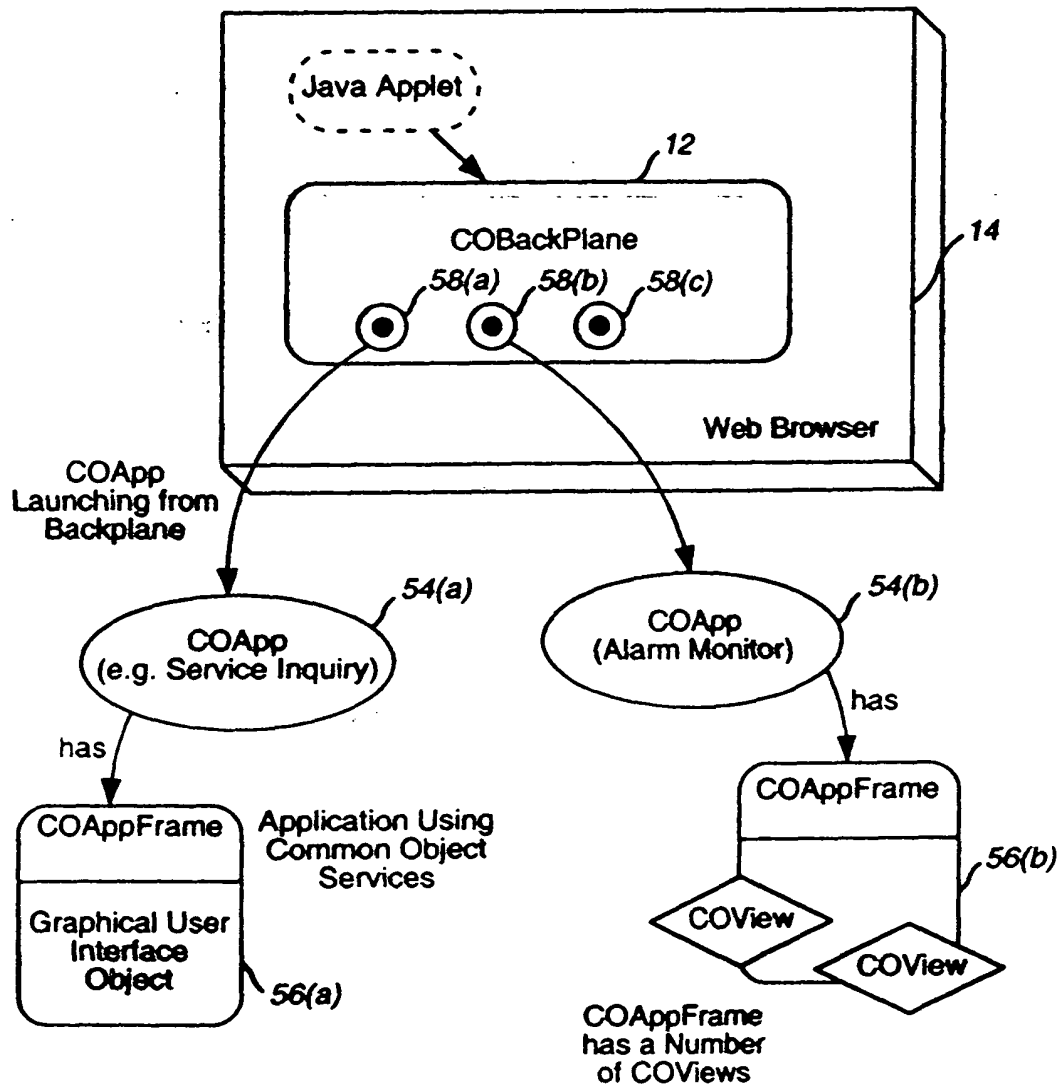 Java Applet
12
COBackPlane
14
58(a)
58(b)
58(c)
Web Browser
COApp
Launching from
Backplane
54(a)
COApp
(e.g. Service Inquiry)
54(b)
COApp
(Alarm Monitor)
has
has
COAppFrame
Application Using
Common Object
Services
Graphical User
Interface
Object
56(a)
COAppFrame
56(b)
COView
COView
COAppFrame
has a Number
of COViews